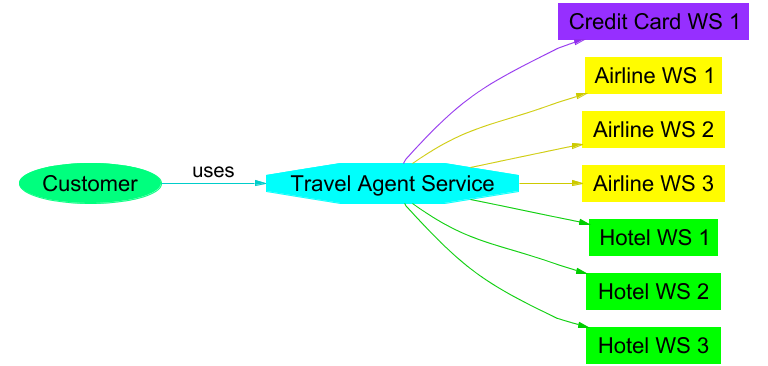 Credit Card WS 1
Airline WS 1
Airline WS 2
uses
Customer
Travel Agent Service
Airline WS 3
Hotel WS 1
Hotel WS 2
Hotel WS 3